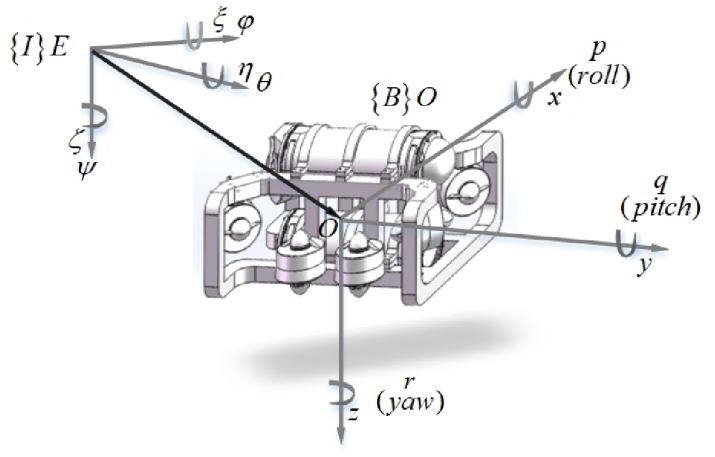 {I}E
ξ φ
η θ
ζ
ψ
{B}O
p
(roll)
x
O
q
(pitch)
y
r
(yaw)
z